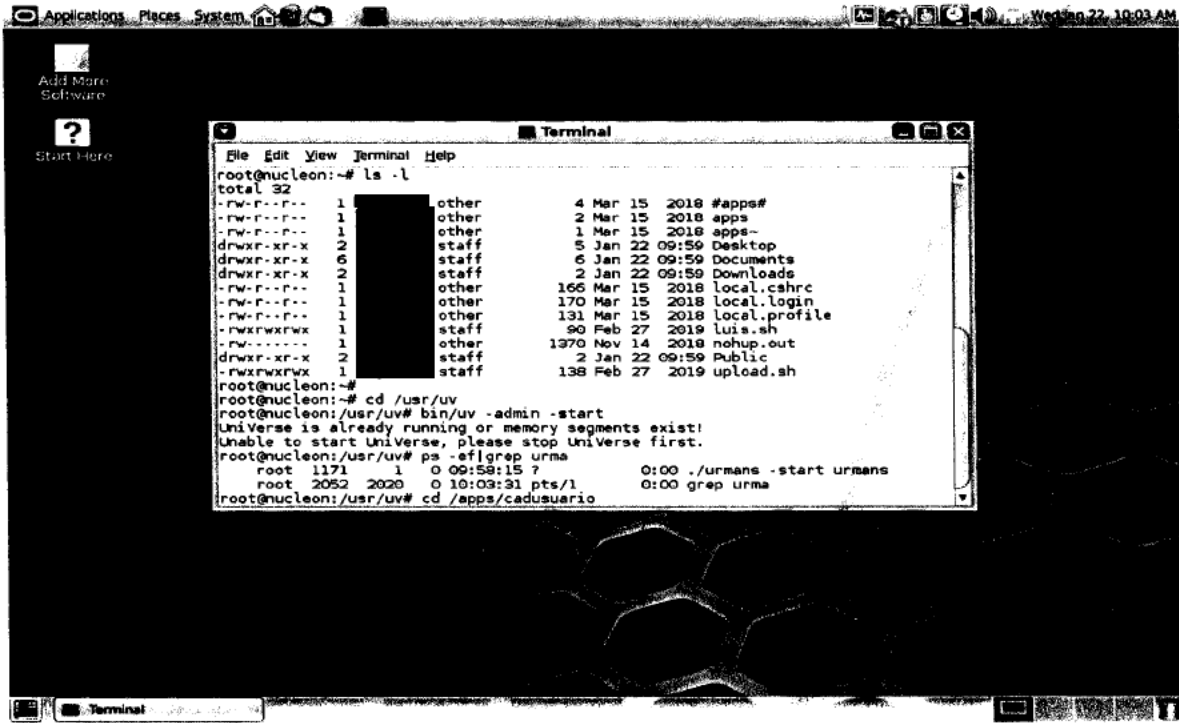 Applications Places System Wed Jan 22, 10:03 AM
Add More
Software
Start Here
Terminal
File Edit View Terminal Help
root@nucleon:~# ls -l
total 32
-rw-r--r-- 1 other 4 Mar 15 2018 #apps#
-rw-r--r-- 1 other 2 Mar 15 2018 apps
-rw-r--r-- 1 other 1 Mar 15 2018 apps~
drwxr-xr-x 2 staff 5 Jan 22 09:59 Desktop
drwxr-xr-x 6 staff 6 Jan 22 09:59 Documents
drwxr-xr-x 2 staff 2 Jan 22 09:59 Downloads
-rw-r--r-- 1 other 166 Mar 15 2018 local.cshrc
-rw-r--r-- 1 other 170 Mar 15 2018 local.login
-rw-r--r-- 1 other 131 Mar 15 2018 local.profile
-rwxrwxrwx 1 staff 90 Feb 27 2019 luis.sh
-rw------- 1 other 1370 Nov 14 2018 nohup.out
drwxr-xr-x 2 staff 2 Jan 22 09:59 Public
-rwxrwxrwx 1 staff 138 Feb 27 2019 upload.sh
root@nucleon:~#
root@nucleon:~# cd /usr/uv
root@nucleon:/usr/uv# bin/uv -admin -start
UniVerse is already running or memory segments exist!
Unable to start UniVerse, please stop UniVerse first.
root@nucleon:/usr/uv# ps -ef|grep urma
root 1171 1 0 09:58:15 ? 0:00 ./urmans -start urmans
root 2052 2020 0 10:03:31 pts/1 0:00 grep urma
root@nucleon:/usr/uv# cd /apps/cadusuario
Terminal